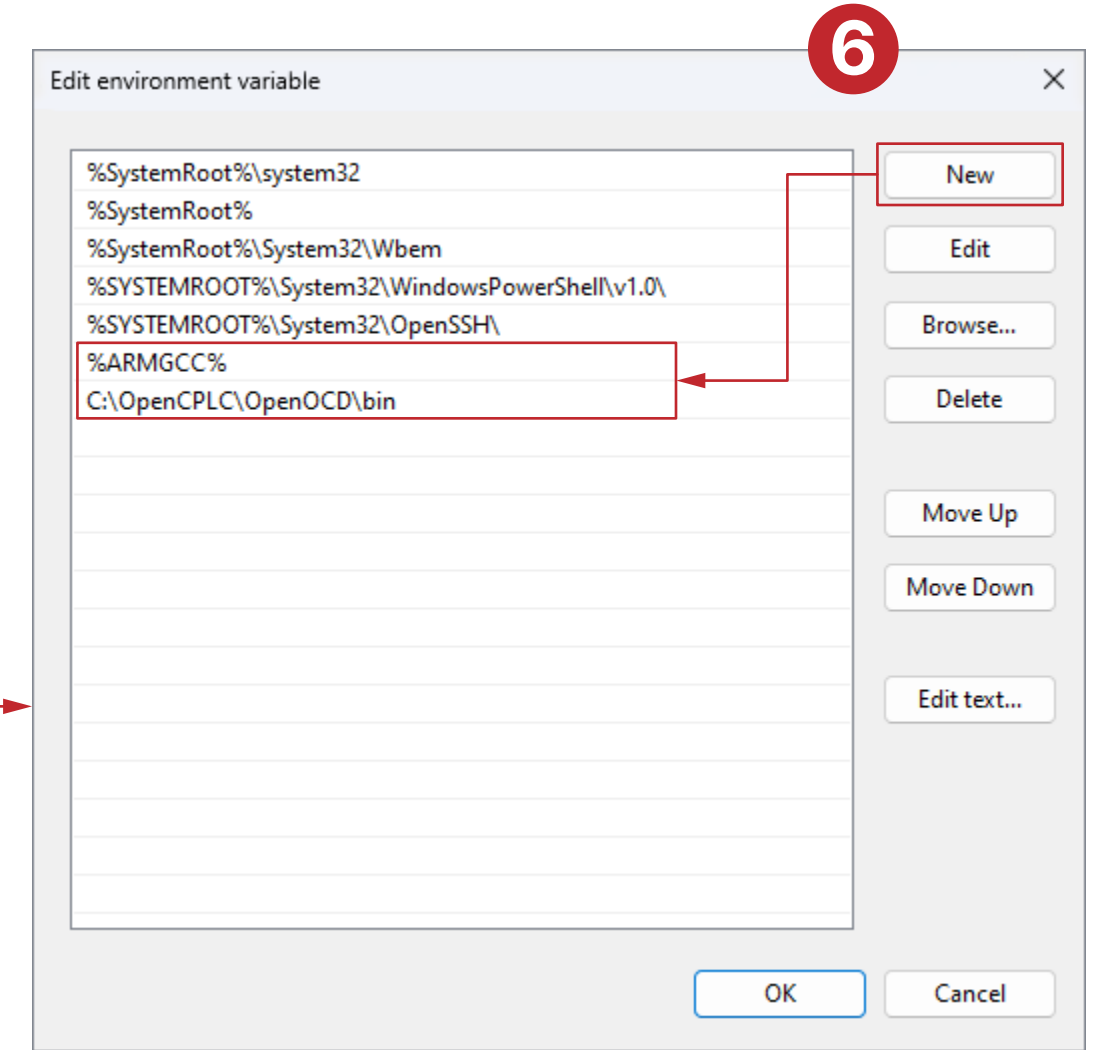 6
Edit environment variable
%SystemRoot%\system32
%SystemRoot%
%SystemRoot%\System32\Wbem
%SYSTEMROOT%\System32\WindowsPowerShell\v1.0\
%SYSTEMROOT%\System32\OpenSSH\
%ARMGCC%
C:\OpenCPLC\OpenOCD\bin
New
Edit
Browse...
Delete
Move Up
Move Down
Edit text...
OK
Cancel